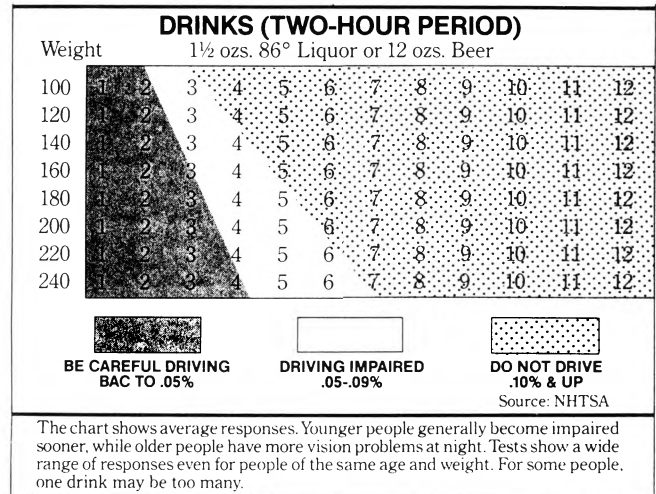 DRINKS (TWO-HOUR PERIOD)
Weight 1½ ozs. 86° Liquor or 12 ozs. Beer
100 1 2 3 4 5 6 7 8 9 10 11 12
120 1 2 3 4 5 6 7 8 9 10 11 12
140 1 2 3 4 5 6 7 8 9 10 11 12
160 1 2 3 4 5 6 7 8 9 10 11 12
180 1 2 3 4 5 6 7 8 9 10 11 12
200 1 2 3 4 5 6 7 8 9 10 11 12
220 1 2 3 4 5 6 7 8 9 10 11 12
240 1 2 3 4 5 6 7 8 9 10 11 12
BE CAREFUL DRIVING
BAC TO .05%
DRIVING IMPAIRED
.05-.09%
DO NOT DRIVE
.10% & UP
Source: NHTSA
The chart shows average responses. Younger people generally become impaired
sooner, while older people have more vision problems at night. Tests show a wide
range of responses even for people of the same age and weight. For some people,
one drink may be too many.